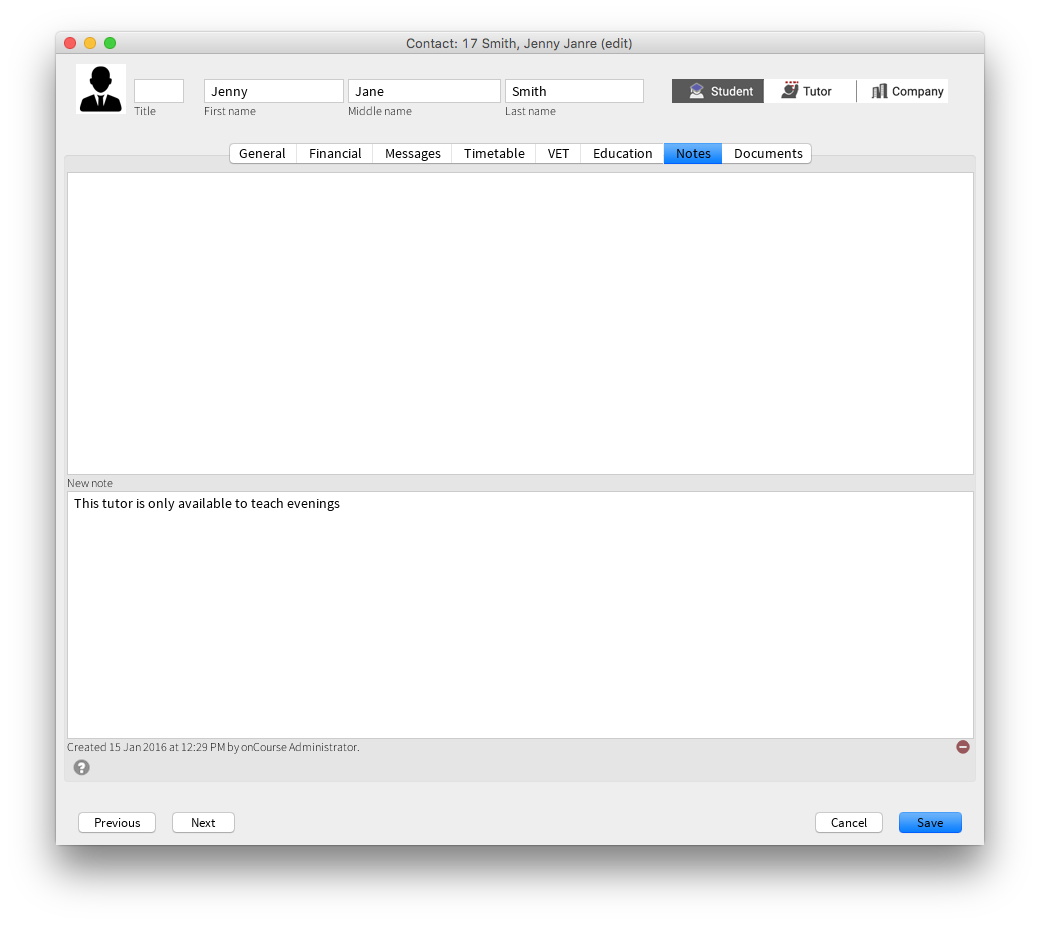 Contact: 17 Smith, Jenny Janre (edit)
Jenny Jane Smith Student Tutor Company
Title First name Middle name Last name
General Financial Messages Timetable VET Education Notes Documents
New note
This tutor is only available to teach evenings
Created 15 Jan 2016 at 12:29 PM by onCourse Administrator.
?
Previous Next Cancel Save